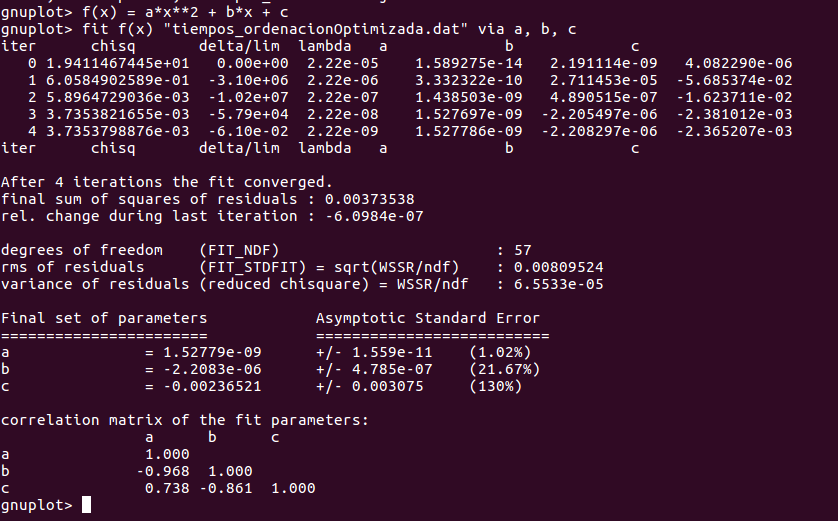 gnuplot> f(x) = a*x**2 + b*x + c
gnuplot> fit f(x) "tiempos_ordenacionOptimizada.dat" via a, b, c
iter      chisq       delta/lim  lambda   a             b             c
   0 1.9411467445e+01   0.00e+00  2.22e-05    1.589275e-14   2.191114e-09   4.082290e-06
   1 6.0584902589e-01  -3.10e+06  2.22e-06    3.332322e-10   2.711453e-05  -5.685374e-02
   2 5.8964729036e-03  -1.02e+07  2.22e-07    1.438503e-09   4.890515e-07  -1.623711e-02
   3 3.7353821655e-03  -5.79e+04  2.22e-08    1.527697e-09  -2.205497e-06  -2.381012e-03
   4 3.7353798876e-03  -6.10e-02  2.22e-09    1.527786e-09  -2.208297e-06  -2.365207e-03
iter      chisq       delta/lim  lambda   a             b             c
After 4 iterations the fit converged.
final sum of squares of residuals : 0.00373538
rel. change during last iteration : -6.0984e-07
degrees of freedom    (FIT_NDF)                        : 57
rms of residuals      (FIT_STDFIT) = sqrt(WSSR/ndf)    : 0.00809524
variance of residuals (reduced chisquare) = WSSR/ndf   : 6.5533e-05
Final set of parameters            Asymptotic Standard Error
=======================            ==========================
a               = 1.52779e-09      +/- 1.559e-11    (1.02%)
b               = -2.2083e-06      +/- 4.785e-07    (21.67%)
c               = -0.00236521      +/- 0.003075     (130%)
correlation matrix of the fit parameters:
                a      b      c
a               1.000
b              -0.968  1.000
c               0.738 -0.861  1.000
gnuplot>